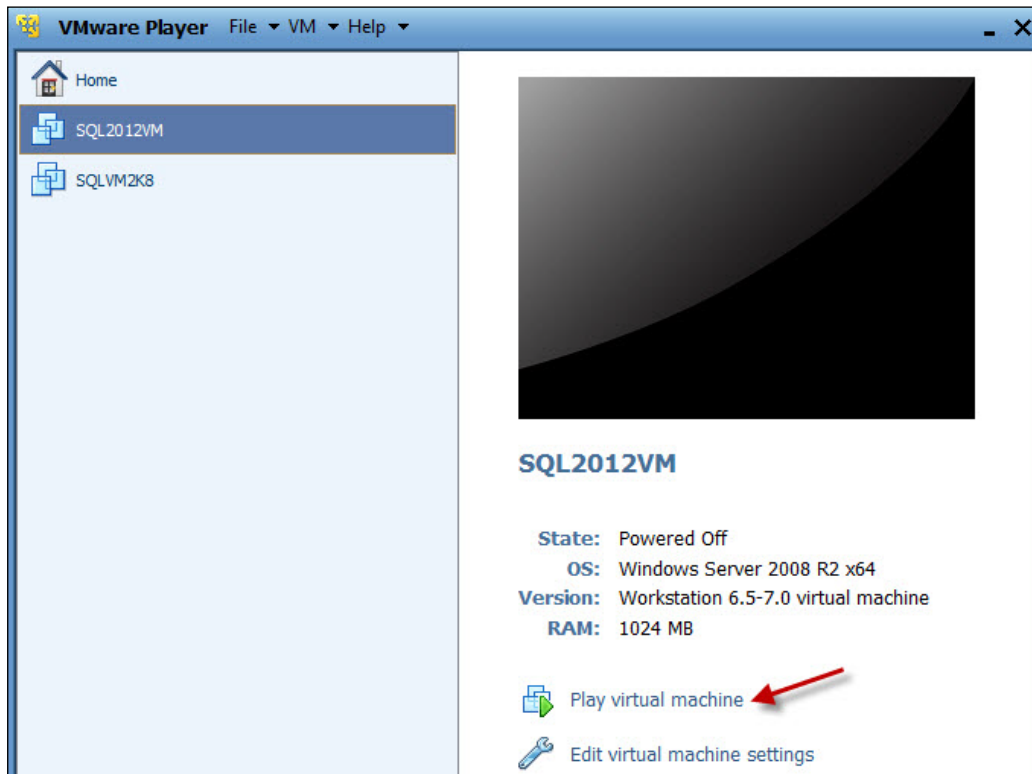 VMware Player File VM Help
Home
SQL2012VM
SQLVM2K8
SQL2012VM
State: Powered Off
OS: Windows Server 2008 R2 x64
Version: Workstation 6.5-7.0 virtual machine
RAM: 1024 MB
Play virtual machine
Edit virtual machine settings